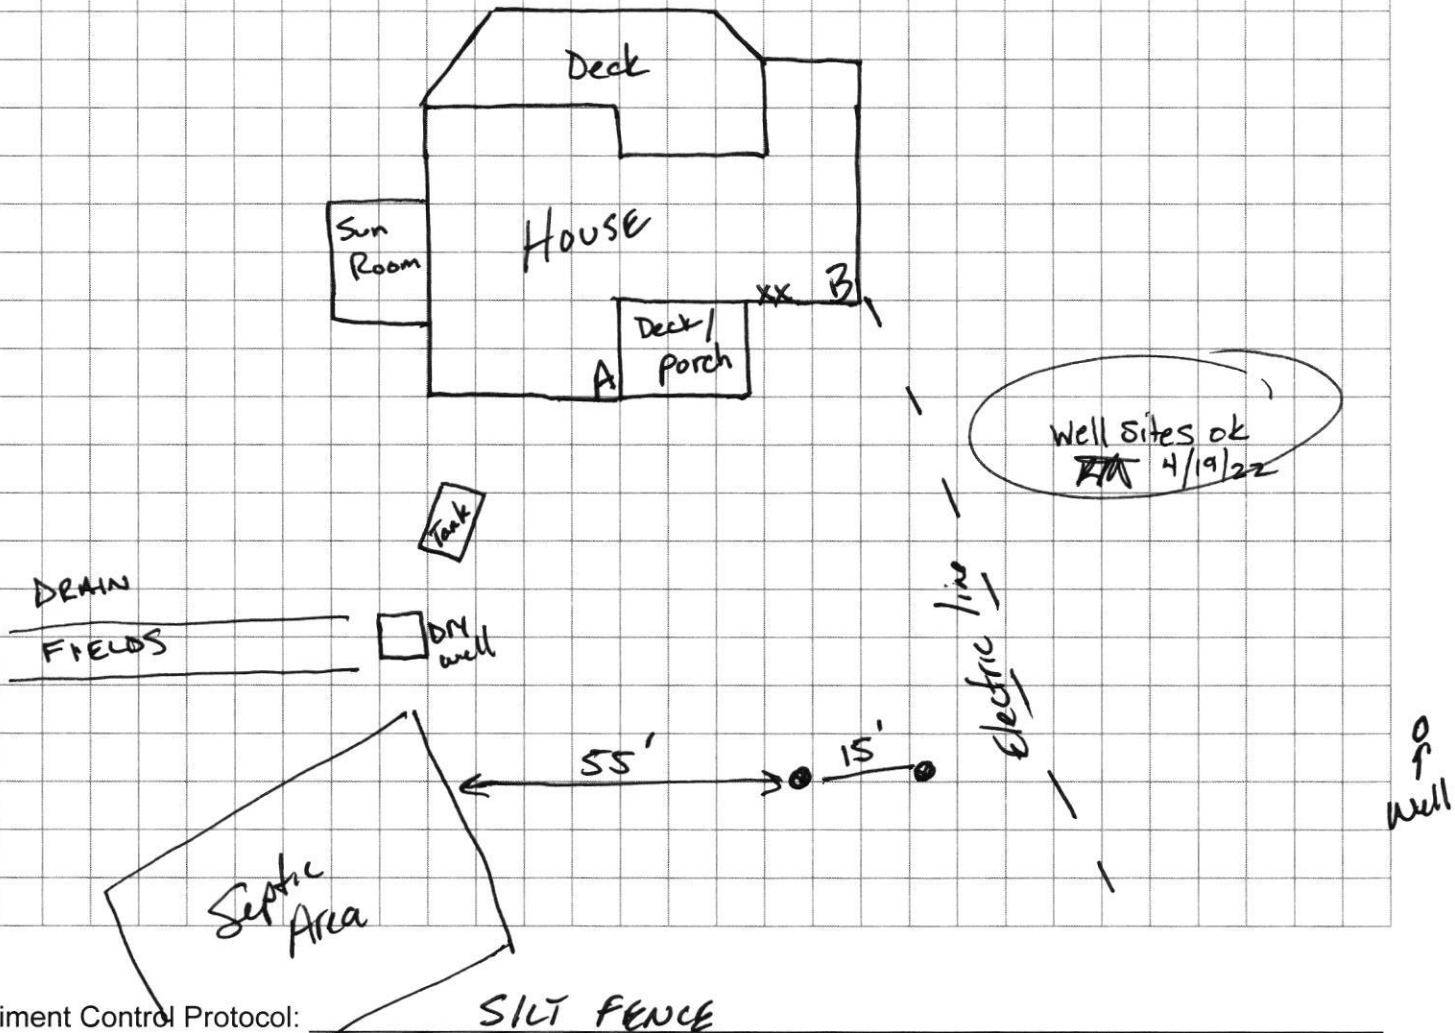 Deck
Sun
Room
HOUSE
XX
B
Deck/
Porch
A
Well Sites ok
4/19/22
Tank
DRAIN
FIELDS
Dry
well
Electric line
55'
15'
Well
Septic
Area
iment Control Protocol: SILT FENCE